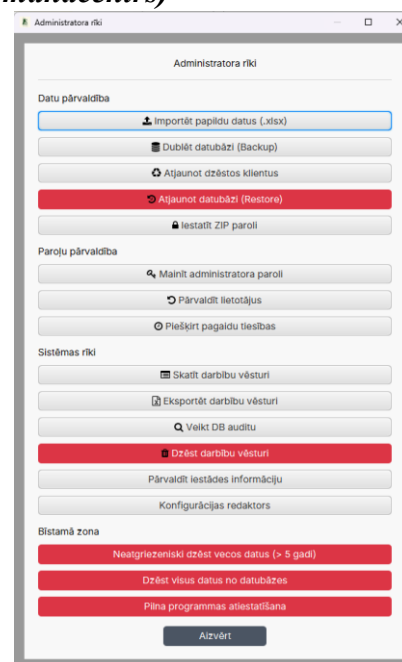 Administratora rīki
Administratora rīki
Datu pārvaldība
Importēt papildu datus (.xlsx)
Dublēt datubāzi (Backup)
Atjaunot dzēstos klientus
Atjaunot datubāzi (Restore)
Iestatīt ZIP paroli
Paroļu pārvaldība
Mainīt administratora paroli
Pārvaldīt lietotājus
Piešķirt pagaidu tiesības
Sistēmas rīki
Skatīt darbību vēsturi
Eksportēt darbību vēsturi
Veikt DB auditu
Dzēst darbību vēsturi
Pārvaldīt iestādes informāciju
Konfigurācijas redaktors
Bīstamā zona
Neatgriezeniski dzēst vecos datus (> 5 gadi)
Dzēst visus datus no datubāzes
Pilna programmas atiestatīšana
Aizvērt